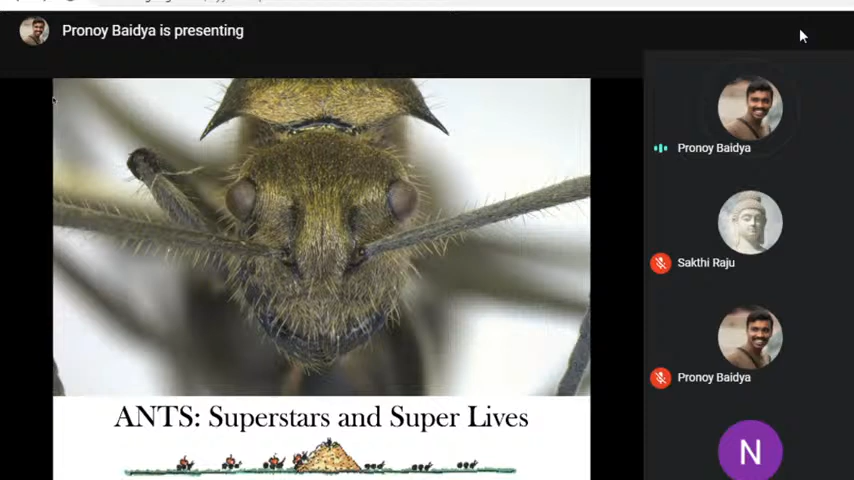 Pronoy Baidya is presenting
Pronoy Baidya
Sakthi Raju
Pronoy Baidya
N
ANTS: Superstars and Super Lives